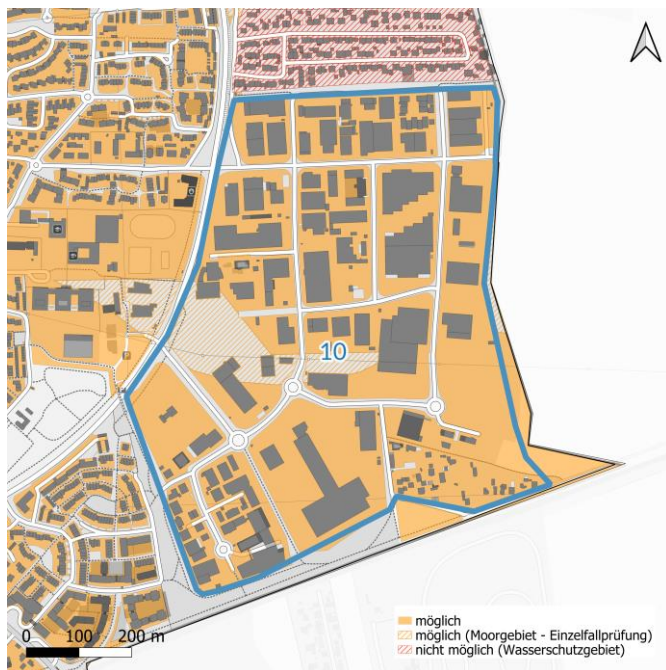 10
möglich
möglich (Moorgebiet - Einzelfallprüfung)
nicht möglich (Wasserschutzgebiet)
0 100 200 m